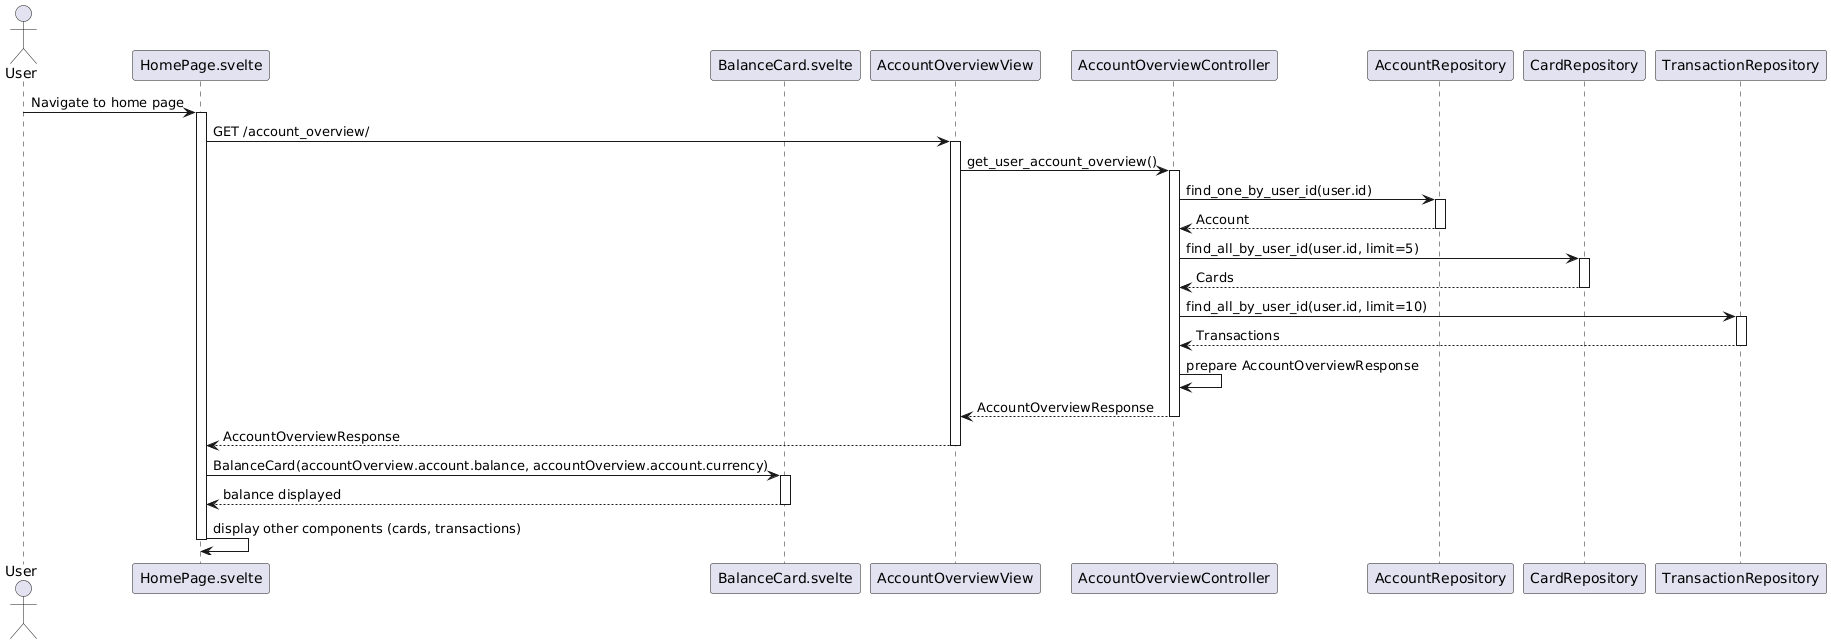 User
HomePage.svelte
BalanceCard.svelte
AccountOverviewView
AccountOverviewController
AccountRepository
CardRepository
TransactionRepository
Navigate to home page
GET /account_overview/
get_user_account_overview()
find_one_by_user_id(user.id)
Account
find_all_by_user_id(user.id, limit=5)
Cards
find_all_by_user_id(user.id, limit=10)
Transactions
prepare AccountOverviewResponse
AccountOverviewResponse
AccountOverviewResponse
BalanceCard(accountOverview.account.balance, accountOverview.account.currency)
balance displayed
display other components (cards, transactions)
User
HomePage.svelte
BalanceCard.svelte
AccountOverviewView
AccountOverviewController
AccountRepository
CardRepository
TransactionRepository